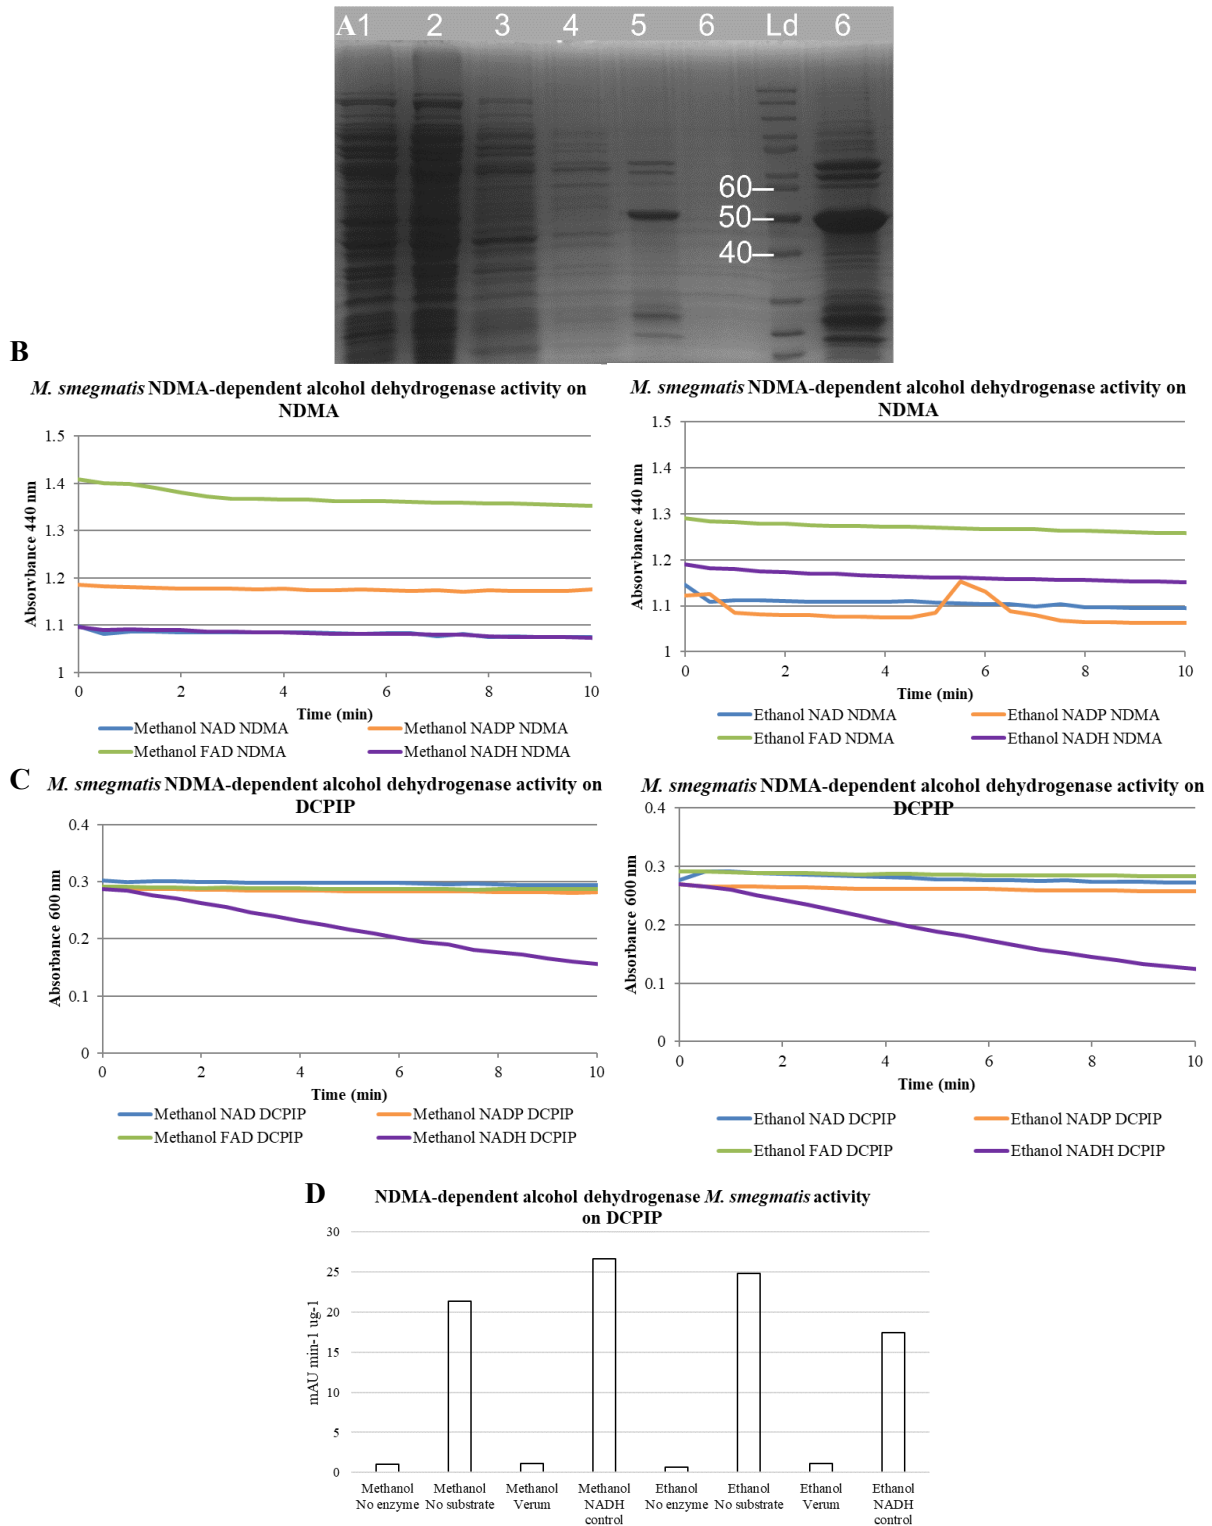 A1 2 3 4 5 6 Ld 6
60
50
40
B
M. smegmatis NDMA-dependent alcohol dehydrogenase activity on
NDMA
1.5
1.4
1.3
1.2
1.1
1
Absorvbance 440 nm
0 2 4 6 8 10
Time (min)
Methanol NAD NDMA Methanol NADP NDMA
Methanol FAD NDMA Methanol NADH NDMA
M. smegmatis NDMA-dependent alcohol dehydrogenase activity on
NDMA
1.5
1.4
1.3
1.2
1.1
1
Absorvbance 440 nm
0 2 4 6 8 10
Time (min)
Ethanol NAD NDMA Ethanol NADP NDMA
Ethanol FAD NDMA Ethanol NADH NDMA
C
M. smegmatis NDMA-dependent alcohol dehydrogenase activity on
DCPIP
0.4
0.3
0.2
0.1
0
Absorbance 600 nm
0 2 4 6 8 10
Time (min)
Methanol NAD DCPIP Methanol NADP DCPIP
Methanol FAD DCPIP Methanol NADH DCPIP
M. smegmatis NDMA-dependent alcohol dehydrogenase activity on
DCPIP
0.4
0.3
0.2
0.1
0
Absorbance 600 nm
0 2 4 6 8 10
Time (min)
Ethanol NAD DCPIP Ethanol NADP DCPIP
Ethanol FAD DCPIP Ethanol NADH DCPIP
D
NDMA-dependent alcohol dehydrogenase M. smegmatis activity
on DCPIP
30
25
20
15
10
5
0
mAU min-1 ug-1
Methanol Methanol Methanol Methanol Ethanol Ethanol Ethanol Ethanol
No enzyme No substrate Verum NADH No enzyme No substrate Verum NADH
control control